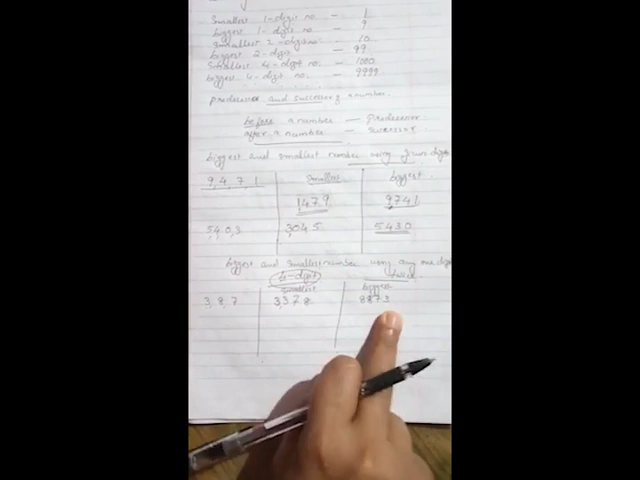 Smallest 1-digit no. - 1
biggest 1-digit no - 9
Smallest 2-digit no. - 10
biggest 2-digit - 99
Smallest 4-digit no. - 1000
biggest 4-digit no. - 9999
predecessor and successor of a number.
before a number - predecessor
after a number - successor
biggest and smallest number using given digits
smallest biggest
9,4,7,1 1479 9741
5,4,0,3 3045 5430
biggest and smallest number using any one digit
twice
4-digit
smallest biggest
3,8,7 3378 8873